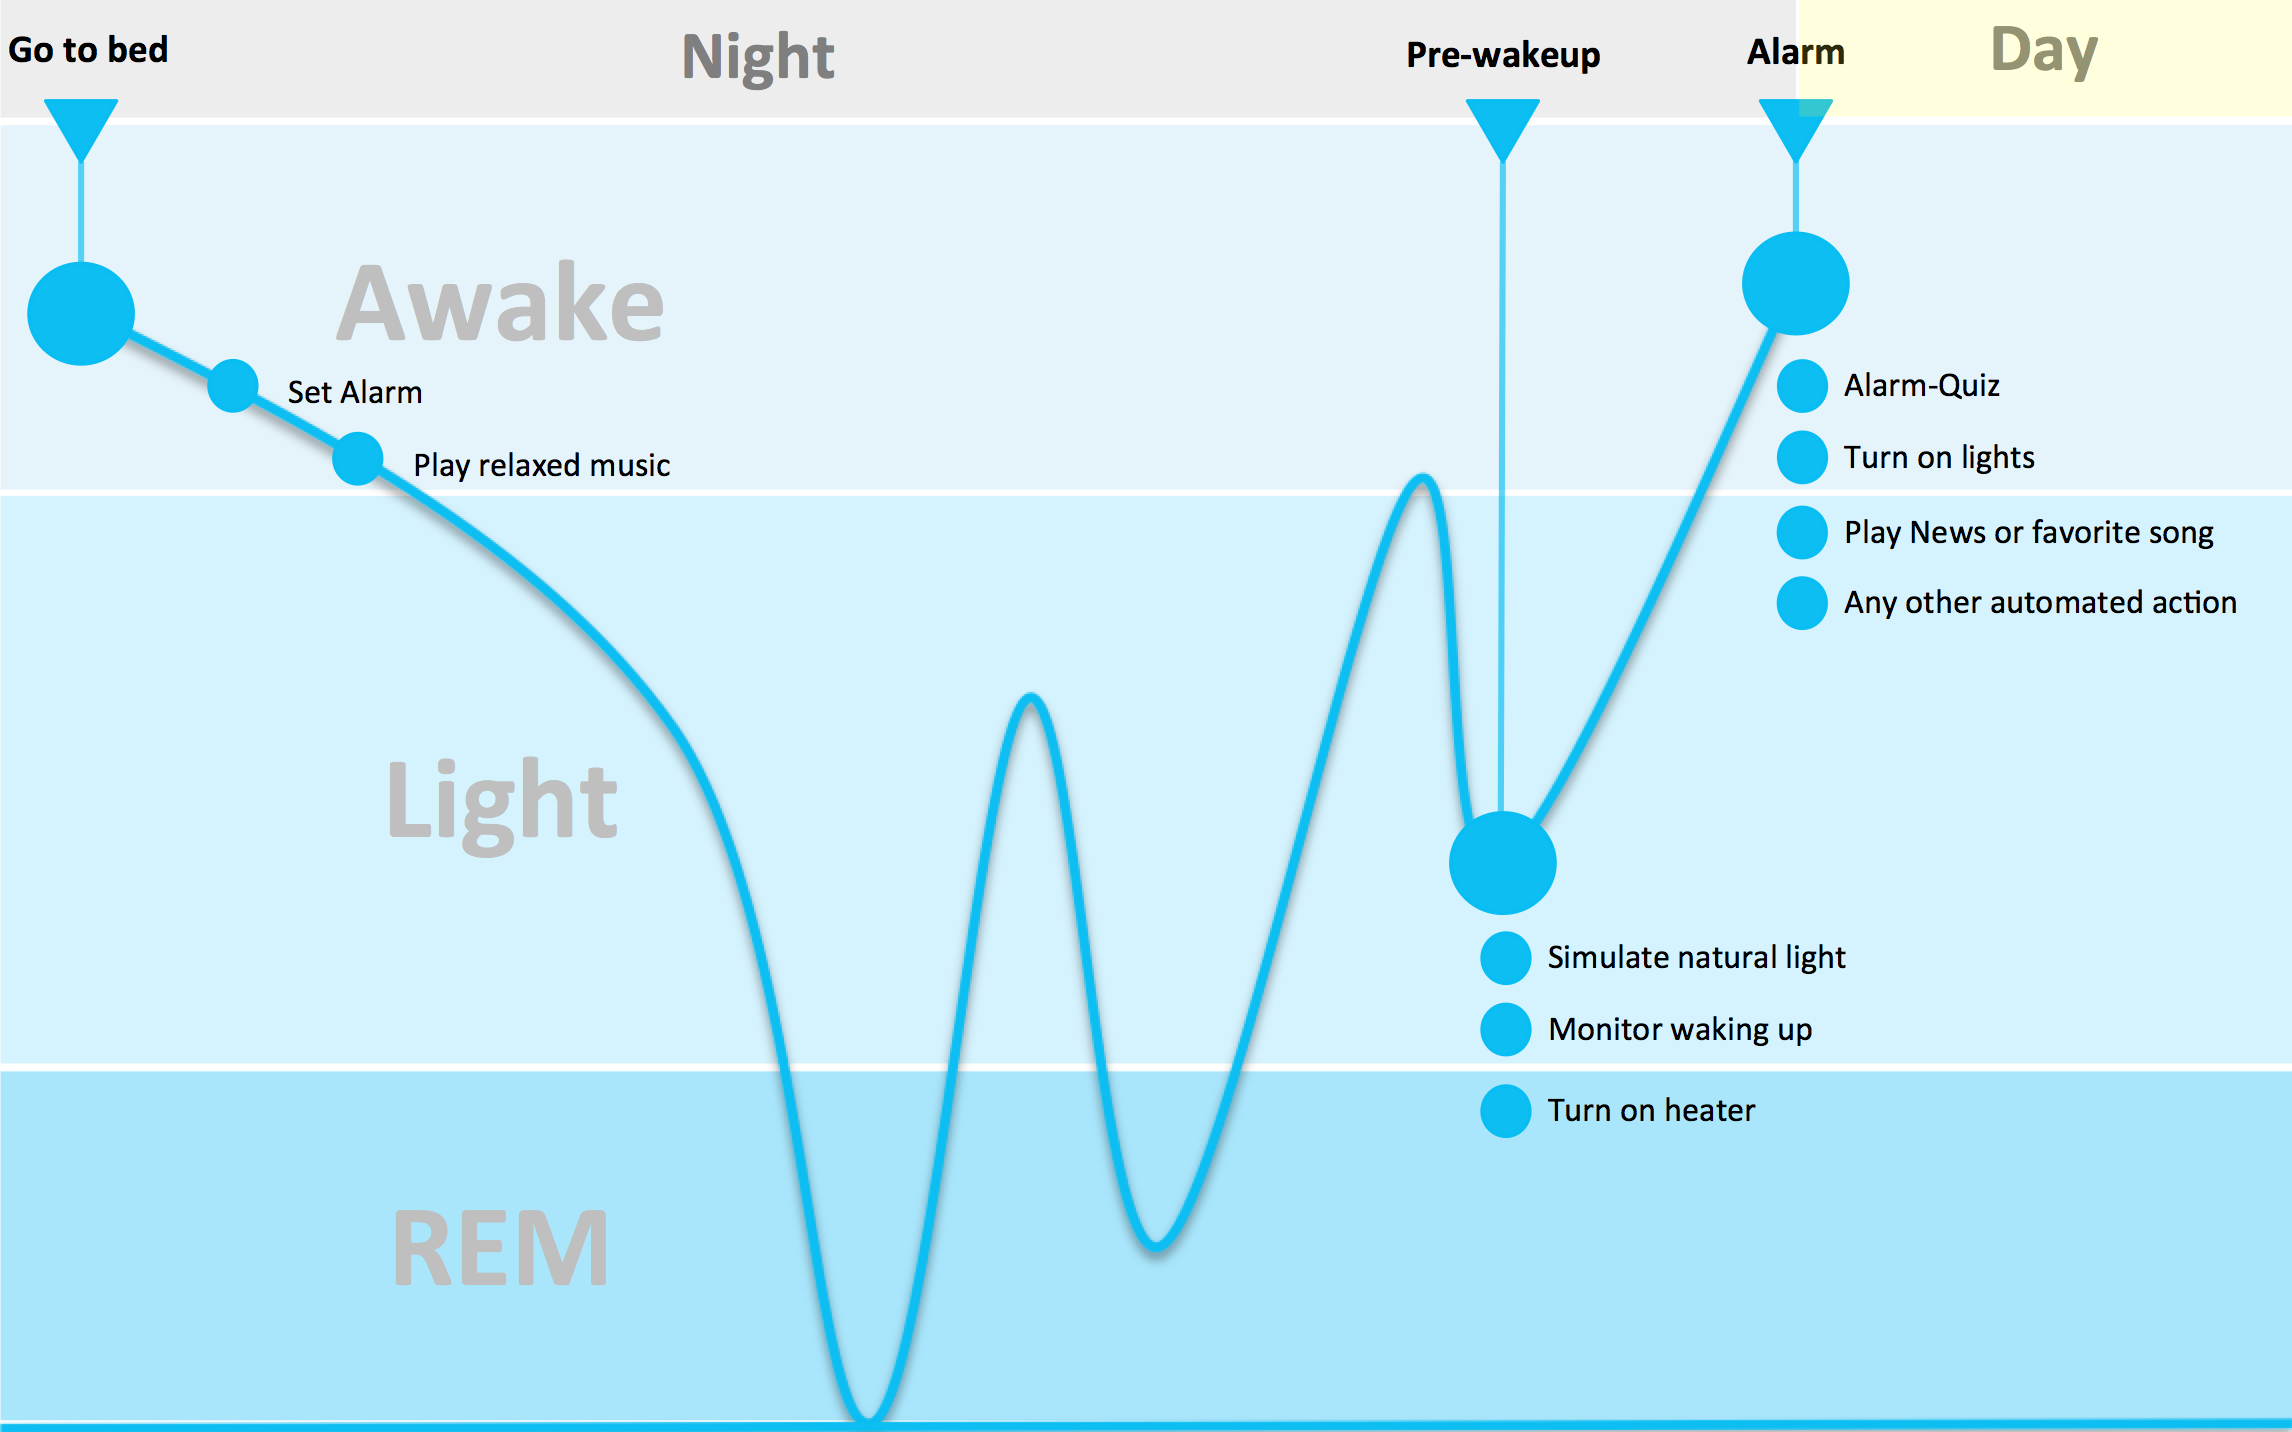 Go to bed
Night
Pre-wakeup
Alarm
Day
Awake
Set Alarm
Play relaxed music
Alarm-Quiz
Turn on lights
Play News or favorite song
Any other automated action
Light
Simulate natural light
Monitor waking up
Turn on heater
REM